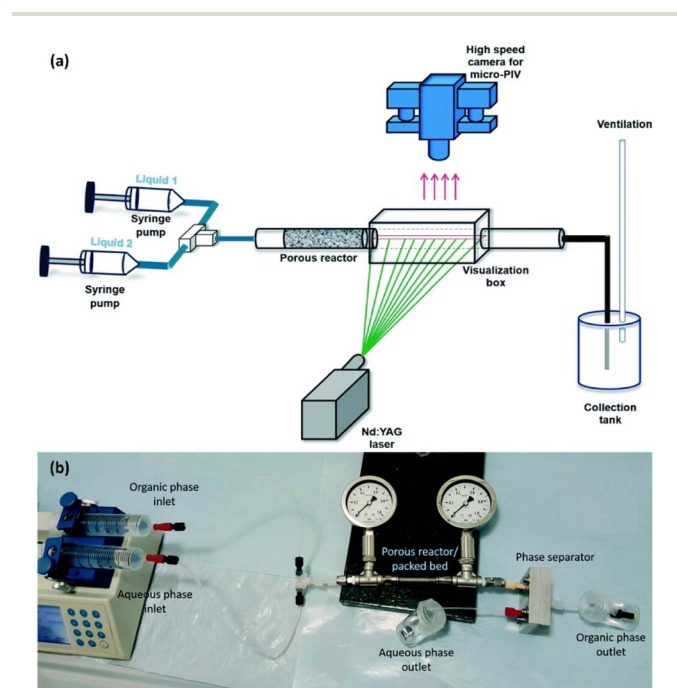 (a)
High speed
camera for
micro-PIV
Ventilation
Liquid 1
Syringe
pump
Liquid 2
Syringe
pump
Porous reactor
Visualization
box
Nd:YAG
laser
Collection
tank
(b)
Organic phase
inlet
Aqueous phase
inlet
Porous reactor/
packed bed
Phase separator
Aqueous phase
outlet
Organic phase
outlet